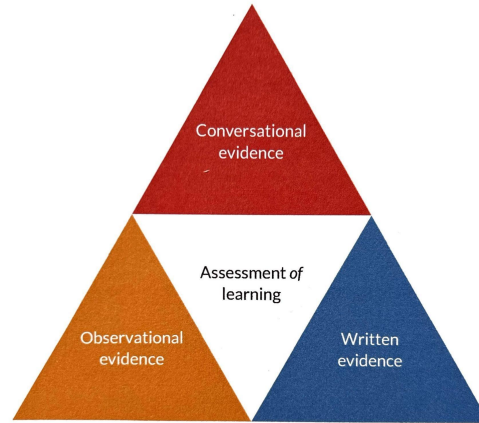 Conversational
evidence
Assessment of
learning
Observational
evidence
Written
evidence